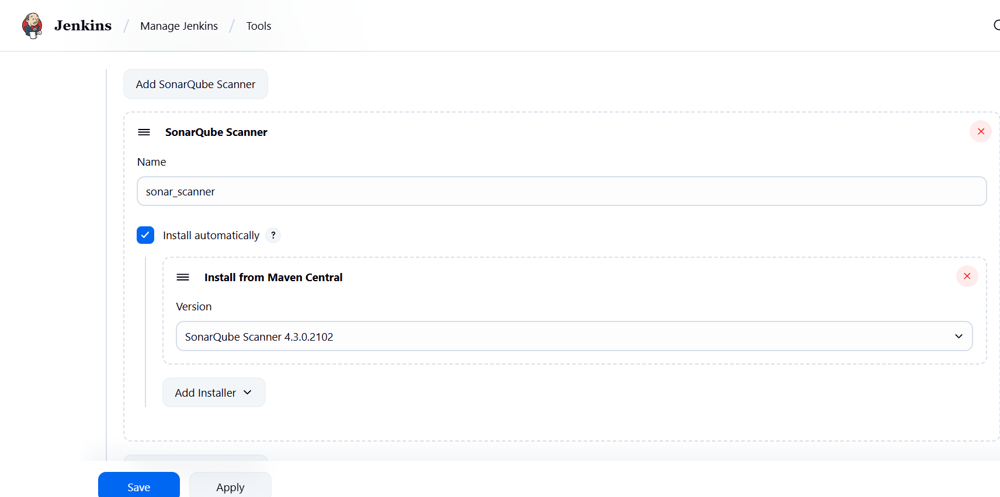 Jenkins / Manage Jenkins / Tools
Add SonarQube Scanner
SonarQube Scanner
Name
sonar_scanner
Install automatically ?
Install from Maven Central
Version
SonarQube Scanner 4.3.0.2102
Add Installer
Save Apply